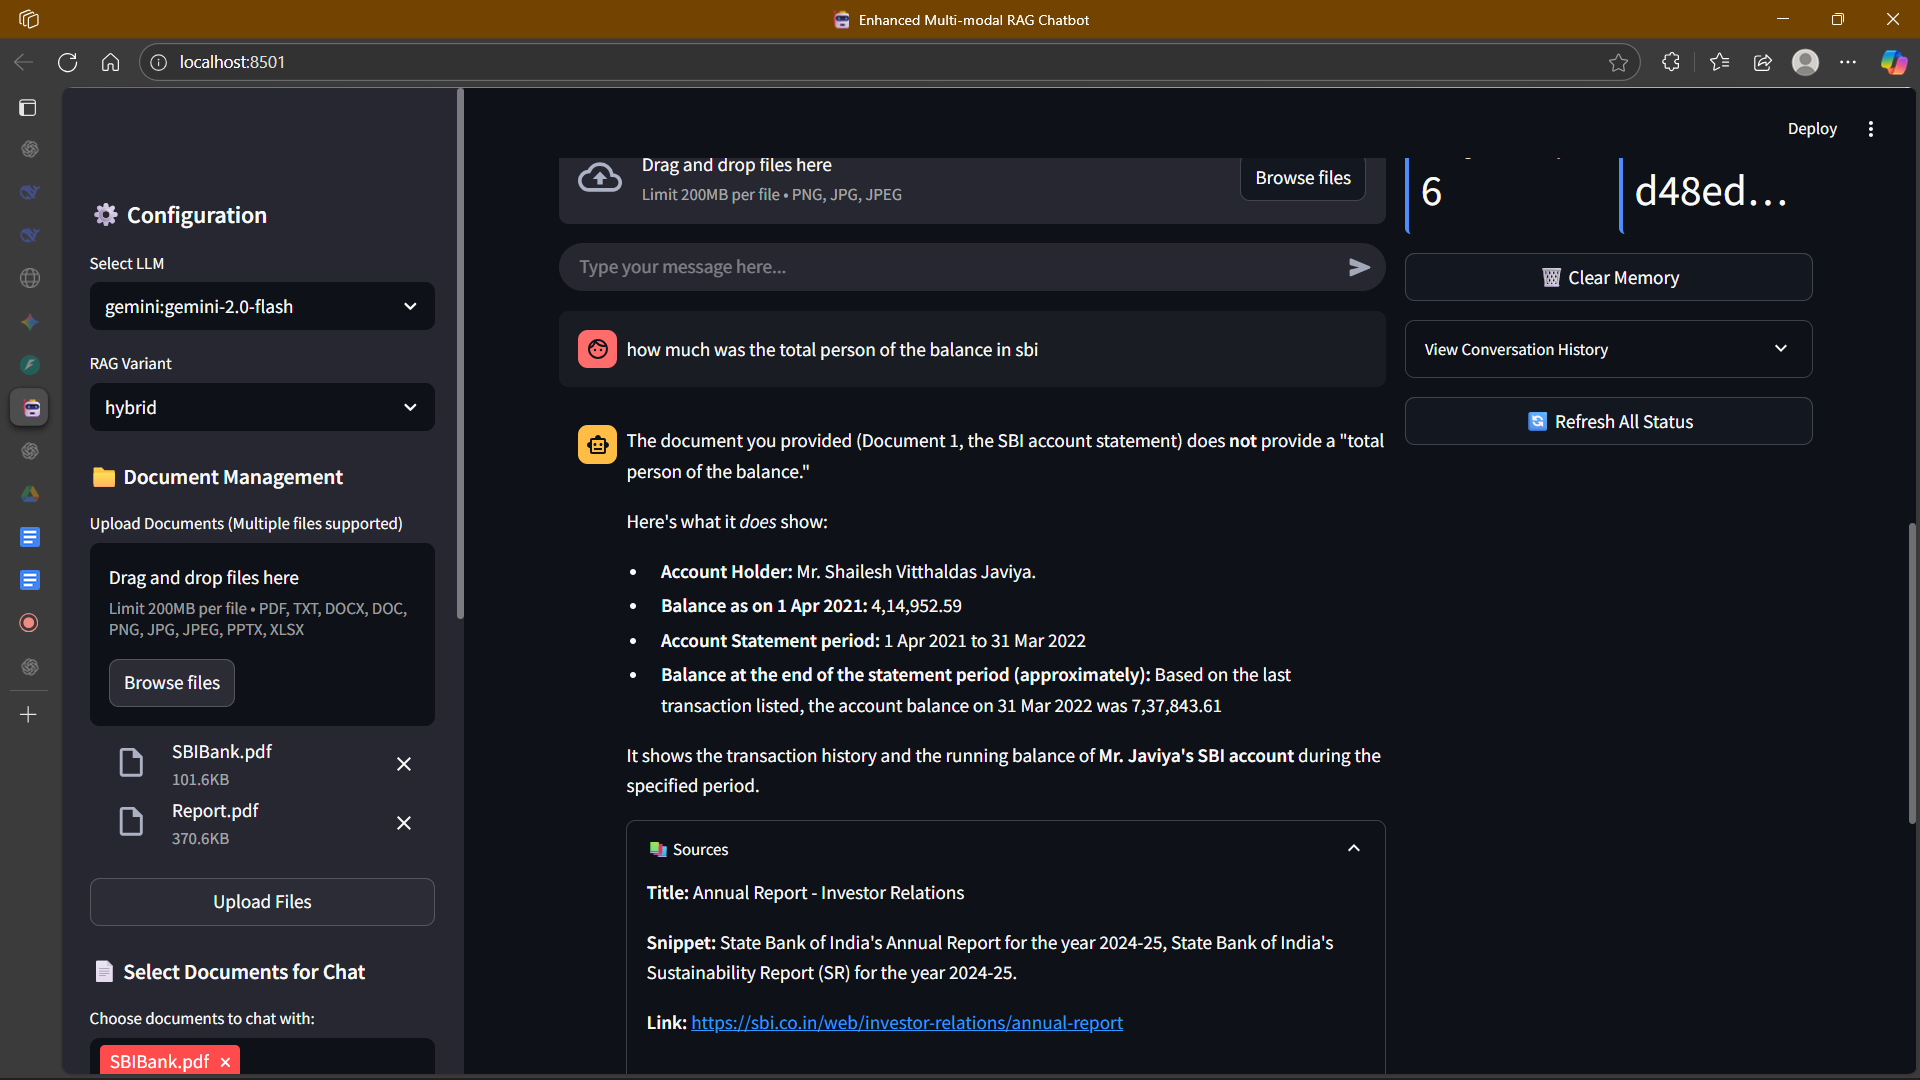 Enhanced Multi-modal RAG Chatbot
localhost:8501
Deploy
Configuration
Select LLM
gemini:gemini-2.0-flash
RAG Variant
hybrid
Document Management
Upload Documents (Multiple files supported)
Drag and drop files here
Limit 200MB per file • PDF, TXT, DOCX, DOC,
PNG, JPG, JPEG, PPTX, XLSX
Browse files
SBIBank.pdf
101.6KB
Report.pdf
370.6KB
Upload Files
Select Documents for Chat
Choose documents to chat with:
SBIBank.pdf
Drag and drop files here
Limit 200MB per file • PNG, JPG, JPEG
Browse files
Type your message here...
how much was the total person of the balance in sbi
The document you provided (Document 1, the SBI account statement) does not provide a "total
person of the balance."
Here's what it does show:
• Account Holder: Mr. Shailesh Vitthaldas Javiya.
• Balance as on 1 Apr 2021: 4,14,952.59
• Account Statement period: 1 Apr 2021 to 31 Mar 2022
• Balance at the end of the statement period (approximately): Based on the last
transaction listed, the account balance on 31 Mar 2022 was 7,37,843.61
It shows the transaction history and the running balance of Mr. Javiya's SBI account during the
specified period.
Sources
Title: Annual Report - Investor Relations
Snippet: State Bank of India's Annual Report for the year 2024-25, State Bank of India's
Sustainability Report (SR) for the year 2024-25.
Link: https://sbi.co.in/web/investor-relations/annual-report
6
d48ed...
Clear Memory
View Conversation History
Refresh All Status